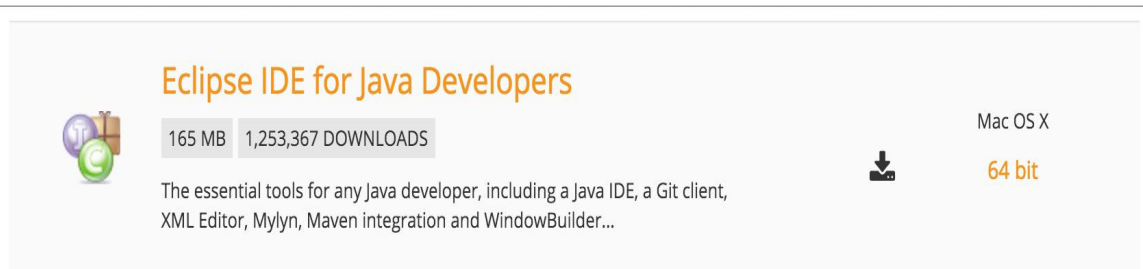 Eclipse IDE for Java Developers
165 MB 1,253,367 DOWNLOADS
The essential tools for any Java developer, including a Java IDE, a Git client,
XML Editor, Mylyn, Maven integration and WindowBuilder...
Mac OS X
64 bit
J
C